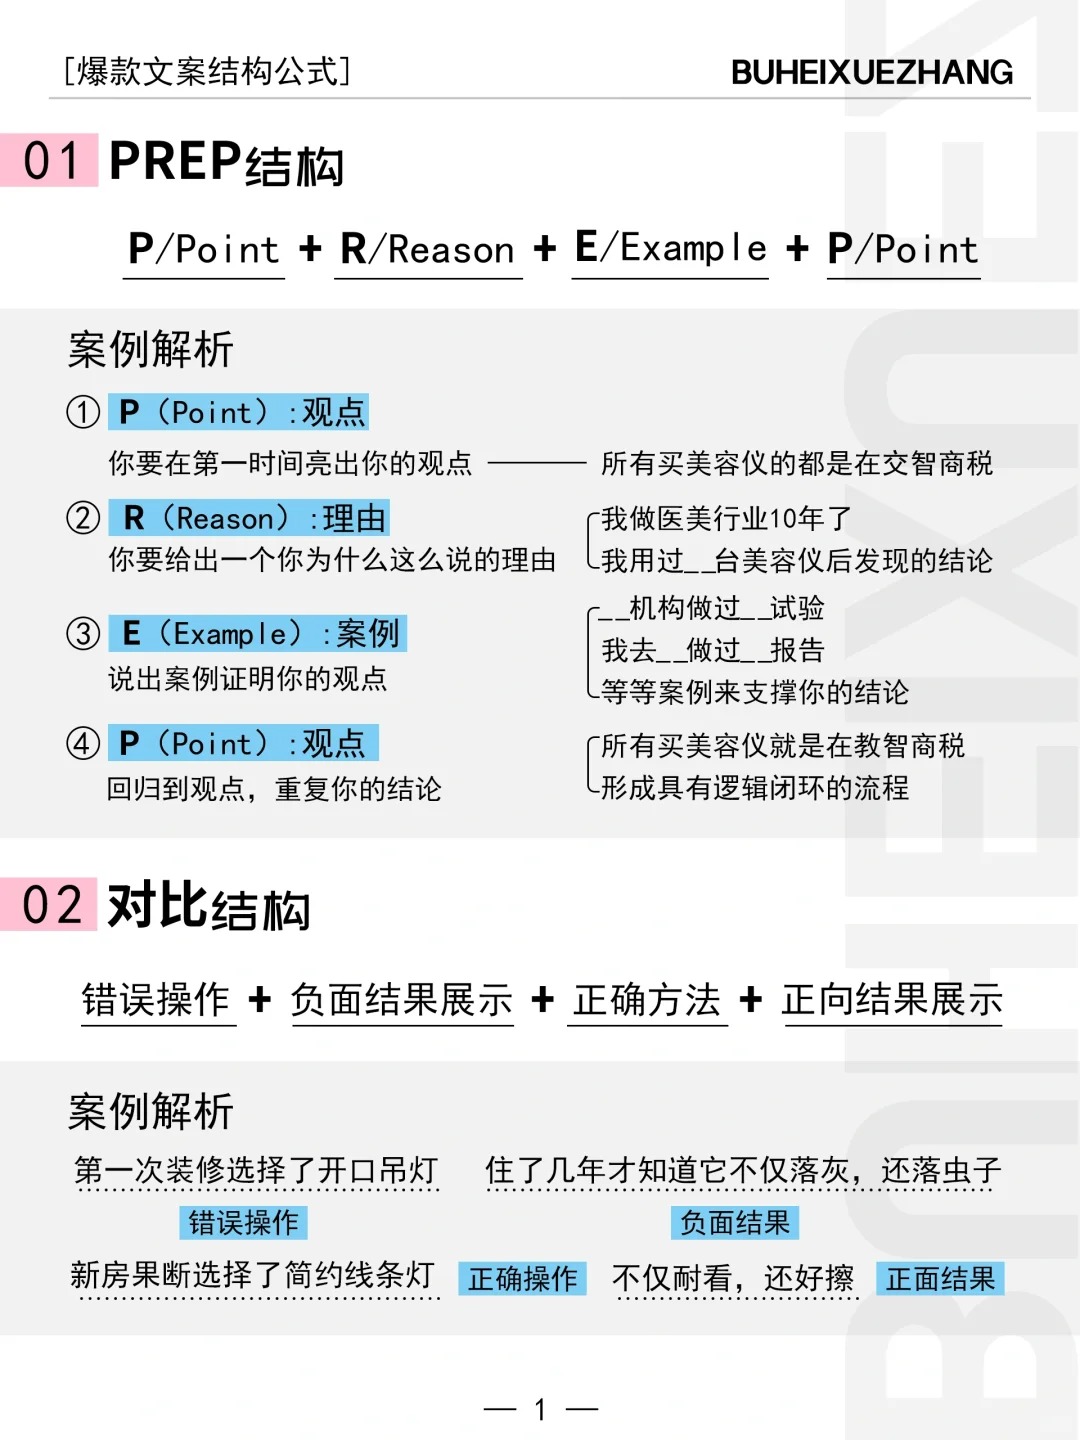 [爆款文案结构公式]
BUHEIXUEZHANG
01 PREP结构
P/Point + R/Reason + E/Example + P/Point
案例解析
① P（Point）:观点
你要在第一时间亮出你的观点 —— 所有买美容仪的都是在交智商税
② R（Reason）:理由
我做医美行业10年了
你要给出一个你为什么这么说的理由
我用过__台美容仪后发现的结论
__机构做过__试验
③ E（Example）:案例
我去__做过__报告
说出案例证明你的观点
等等案例来支撑你的结论
④ P（Point）:观点
所有买美容仪就是在教智商税
回归到观点，重复你的结论
形成具有逻辑闭环的流程
02 对比结构
错误操作 + 负面结果展示 + 正确方法 + 正向结果展示
案例解析
第一次装修选择了开口吊灯 住了几年才知道它不仅落灰，还落虫子
错误操作 负面结果
新房果断选择了简约线条灯 正确操作 不仅耐看，还好擦 正面结果
— 1 —
BUHEIXUEZ